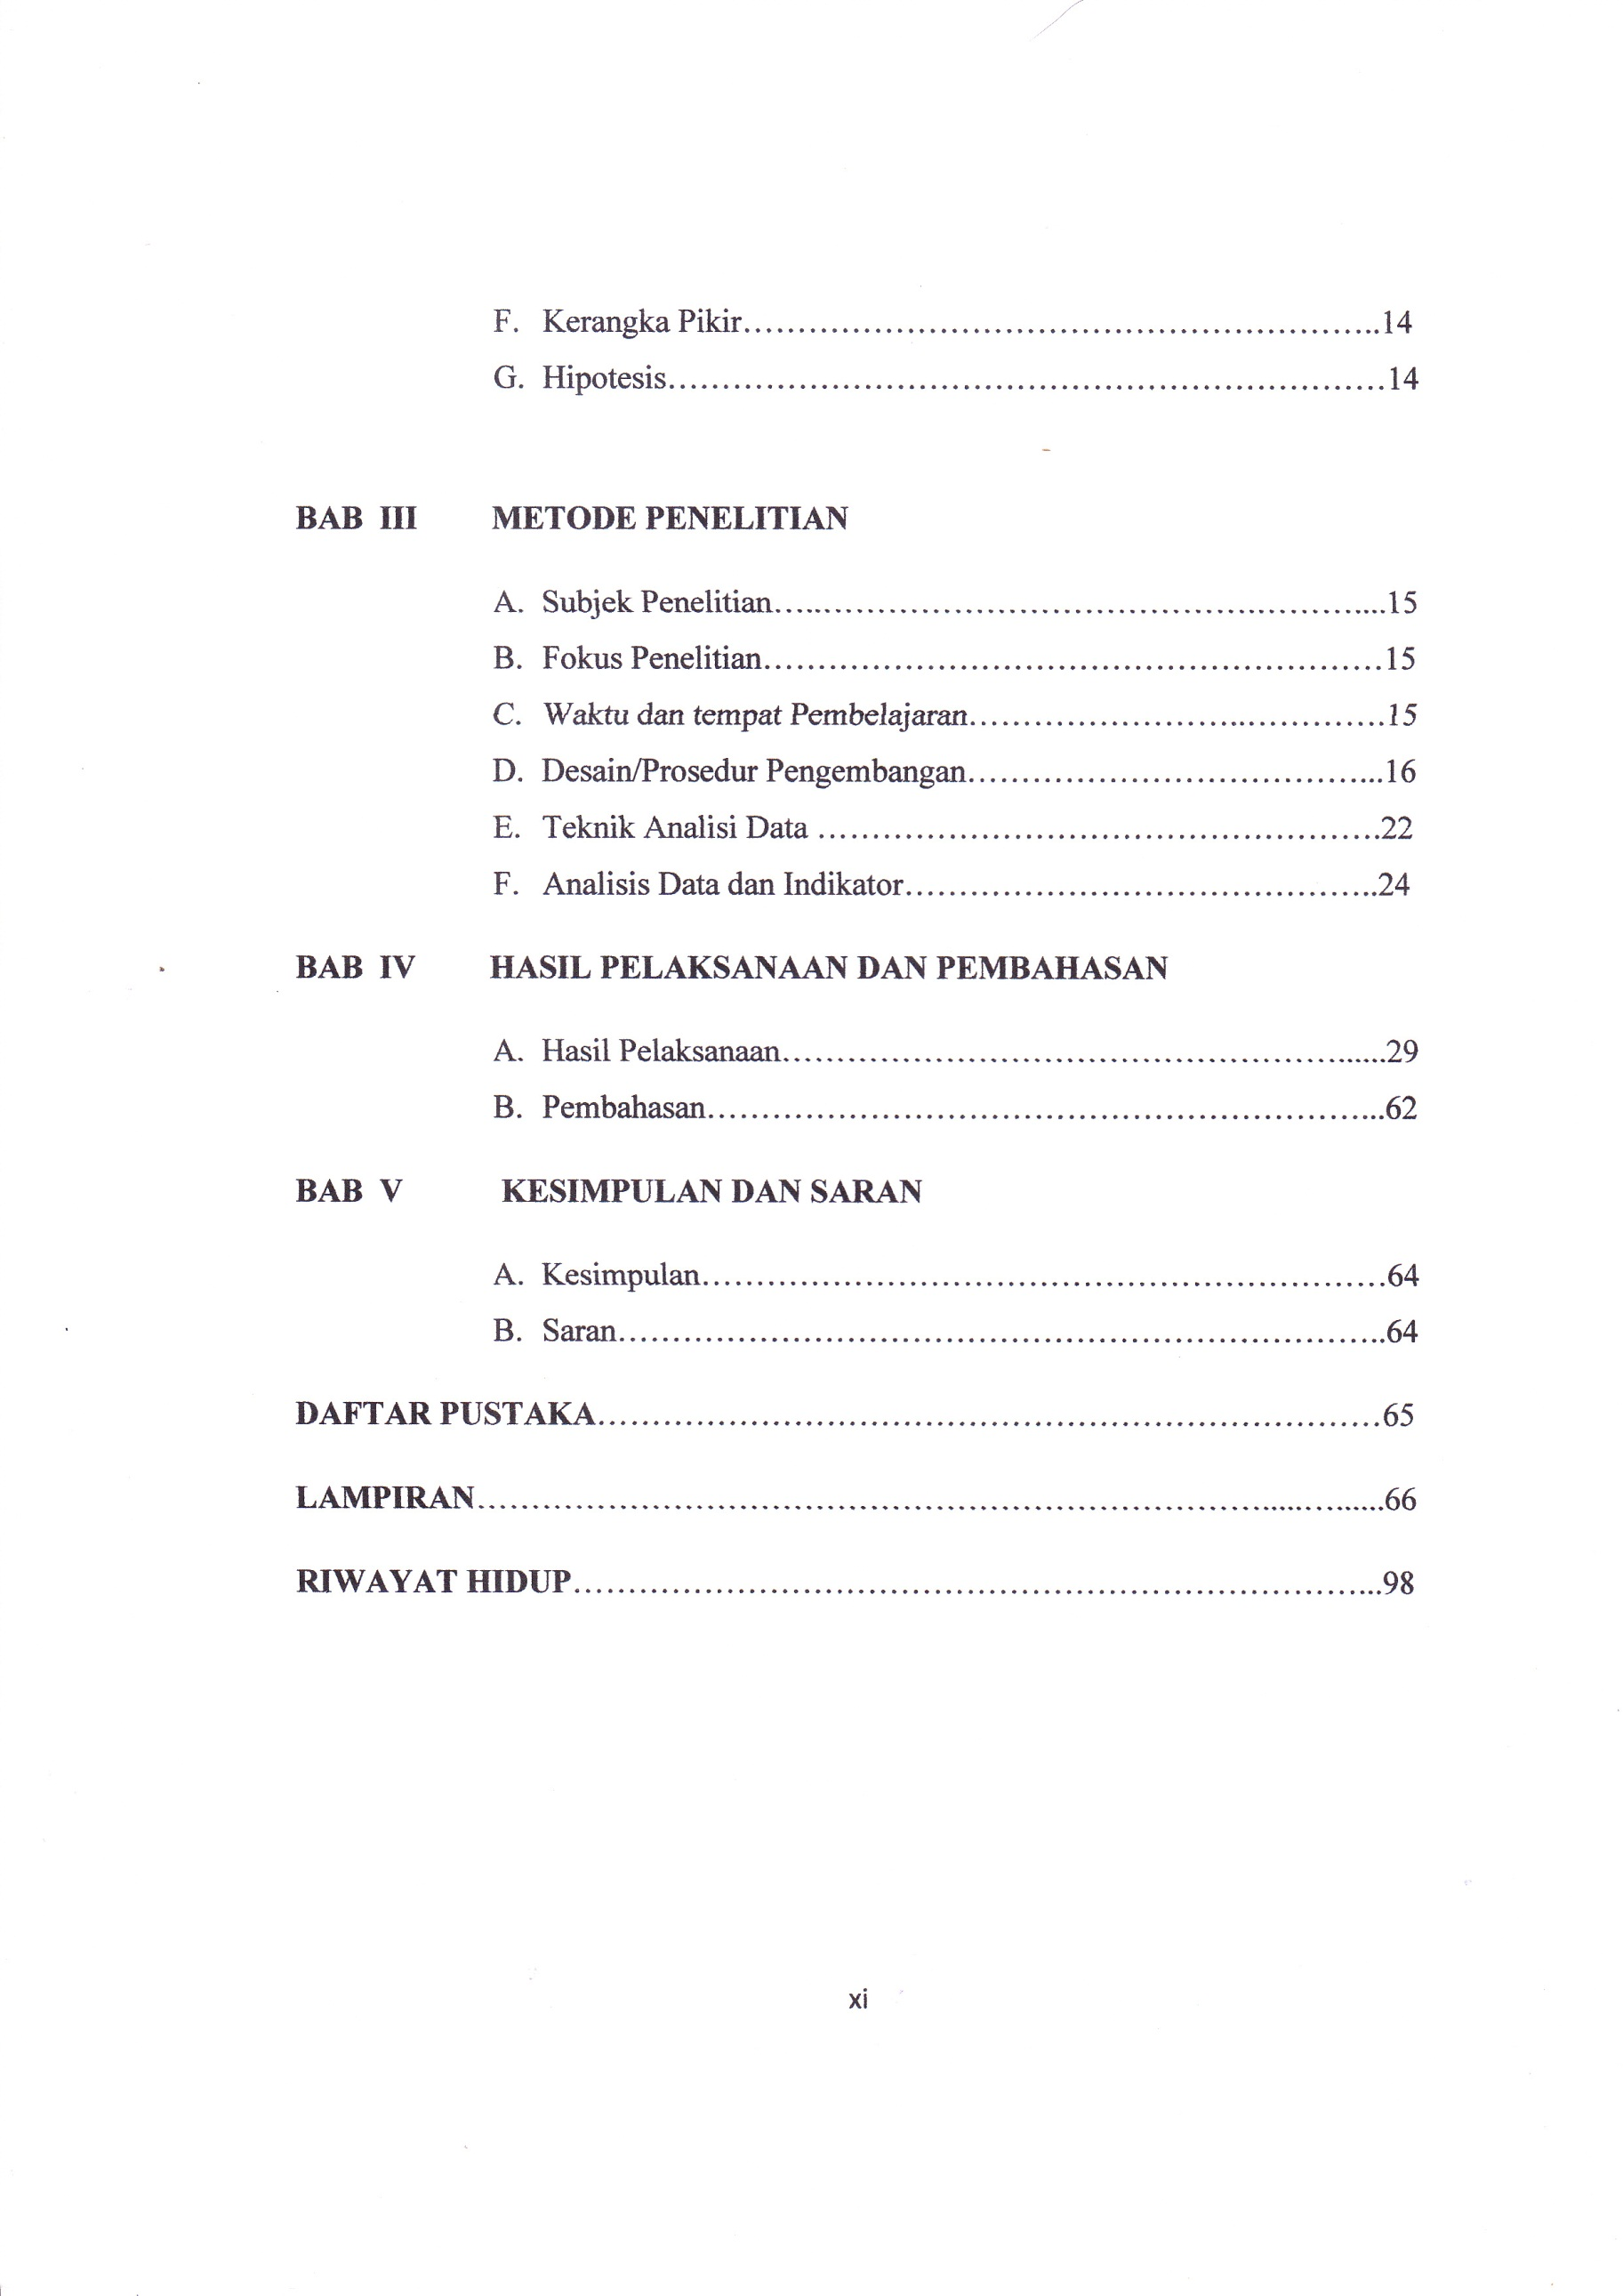 F. Kerangka Pikir..........................................................14
G. Hipotesis..................................................................14
BAB III METODE PENELITIAN
A. Subjek Penelitian........................................................15
B. Fokus Penelitian.........................................................15
C. Waktu dan tempat Pembelajaran......................................15
D. Desain/Prosedur Pengembangan......................................16
E. Teknik Analisi Data ....................................................22
F. Analisis Data dan Indikator...........................................24
BAB IV HASIL PELAKSANAAN DAN PEMBAHASAN
A. Hasil Pelaksanaan.......................................................29
B. Pembahasan..............................................................62
BAB V KESIMPULAN DAN SARAN
A. Kesimpulan...............................................................64
B. Saran......................................................................64
DAFTAR PUSTAKA........................................................................65
LAMPIRAN...................................................................................66
RIWAYAT HIDUP..........................................................................98
xi